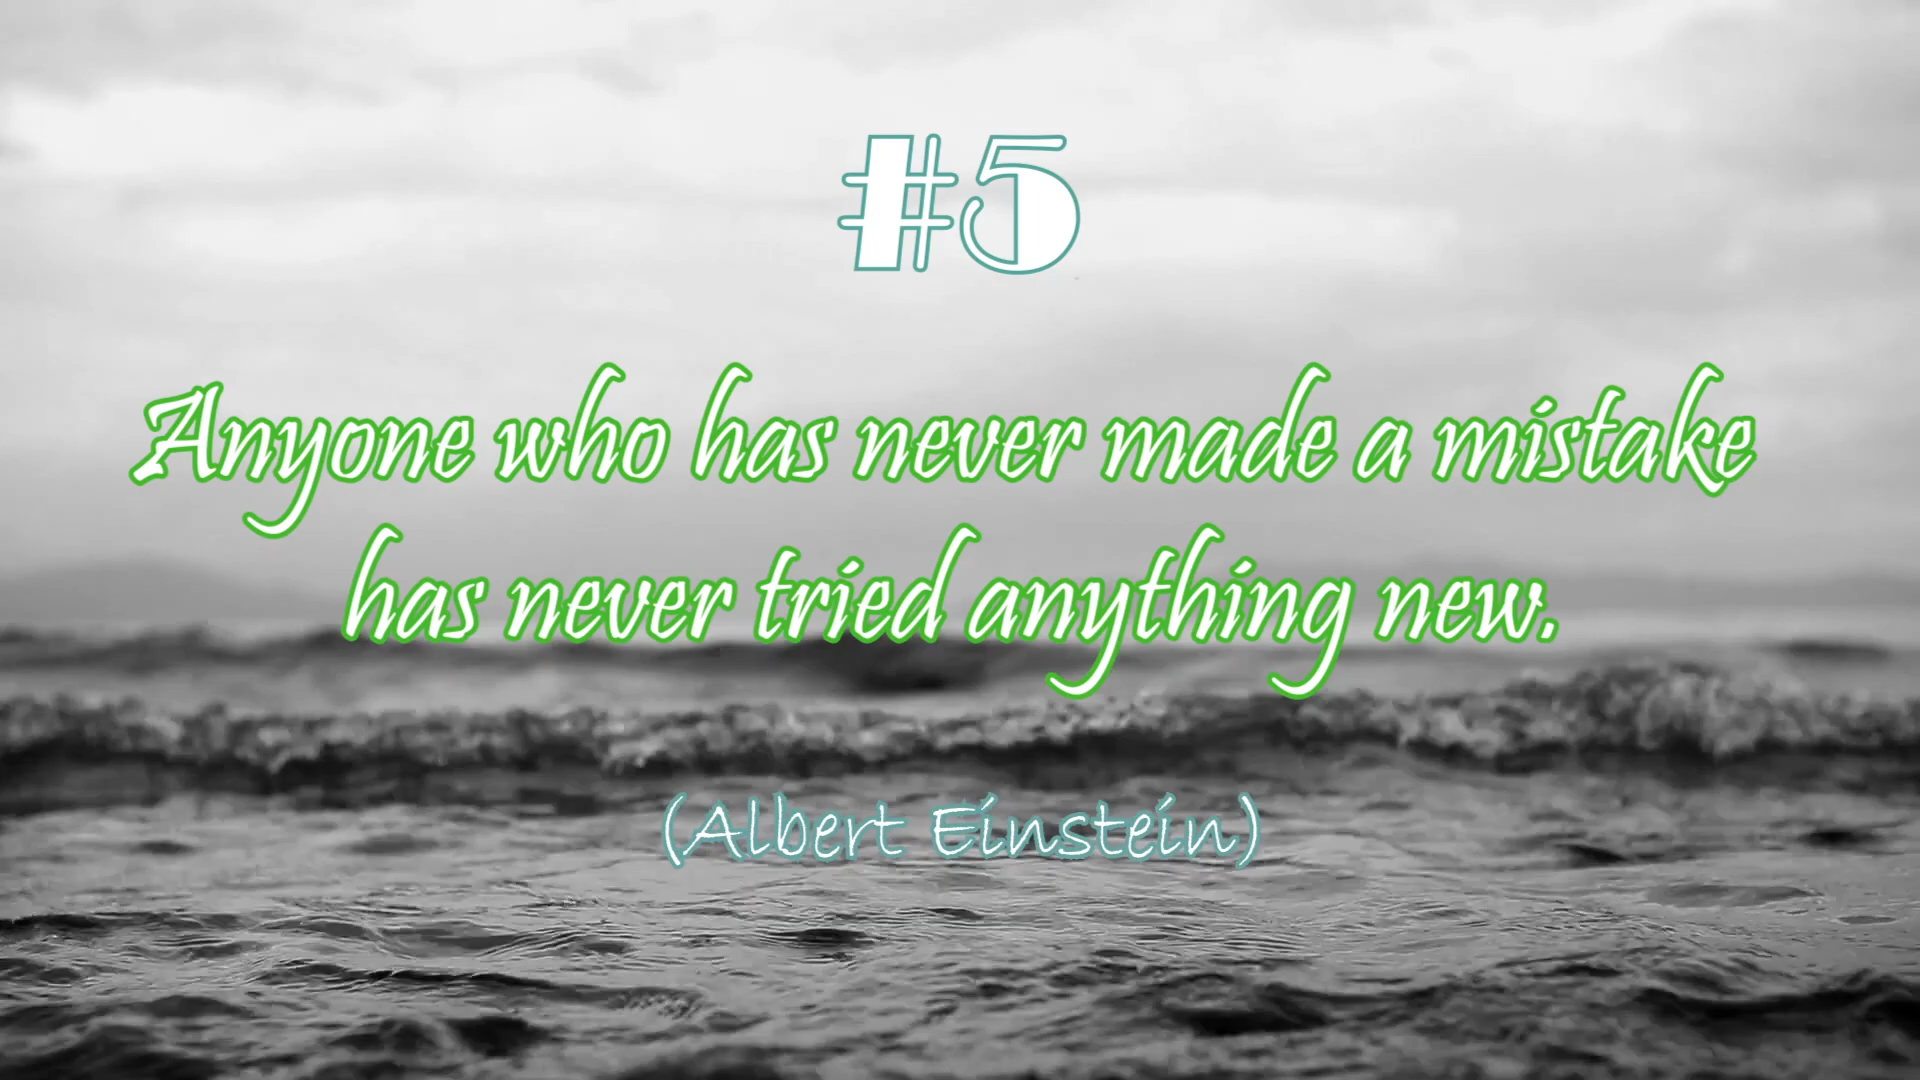 #5
Anyone who has never made a mistake
has never tried anything new.
(Albert Einstein)